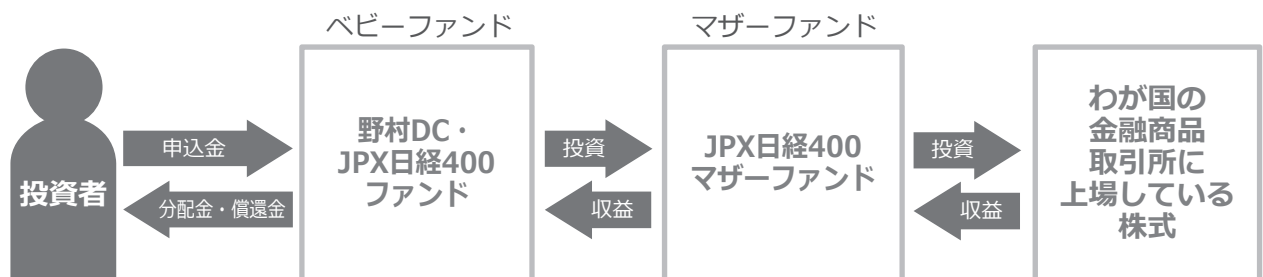 ベビーファンド
マザーファンド
投資者
申込金
分配金・償還金
野村DC・
JPX日経400
ファンド
投資
収益
JPX日経400
マザーファンド
投資
収益
わが国の
金融商品
取引所に
上場している
株式